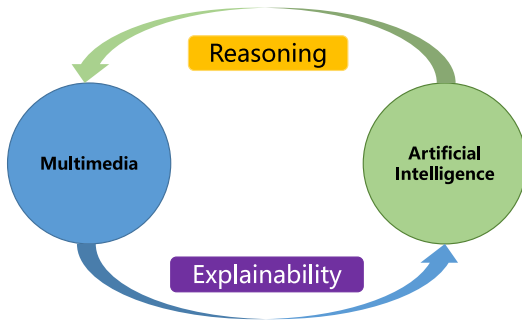 Reasoning
Multimedia
Artificial
Intelligence
Explainability